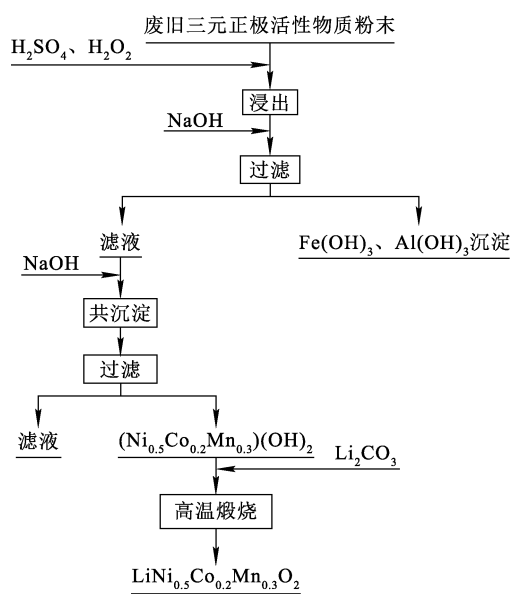 废旧三元正极活性物质粉末
H₂SO₄、H₂O₂
浸出
NaOH
过滤
滤液
Fe(OH)₃、Al(OH)₃沉淀
NaOH
共沉淀
过滤
滤液
(Ni₀.₅Co₀.₂Mn₀.₃)(OH)₂
Li₂CO₃
高温煅烧
LiNi₀.₅Co₀.₂Mn₀.₃O₂